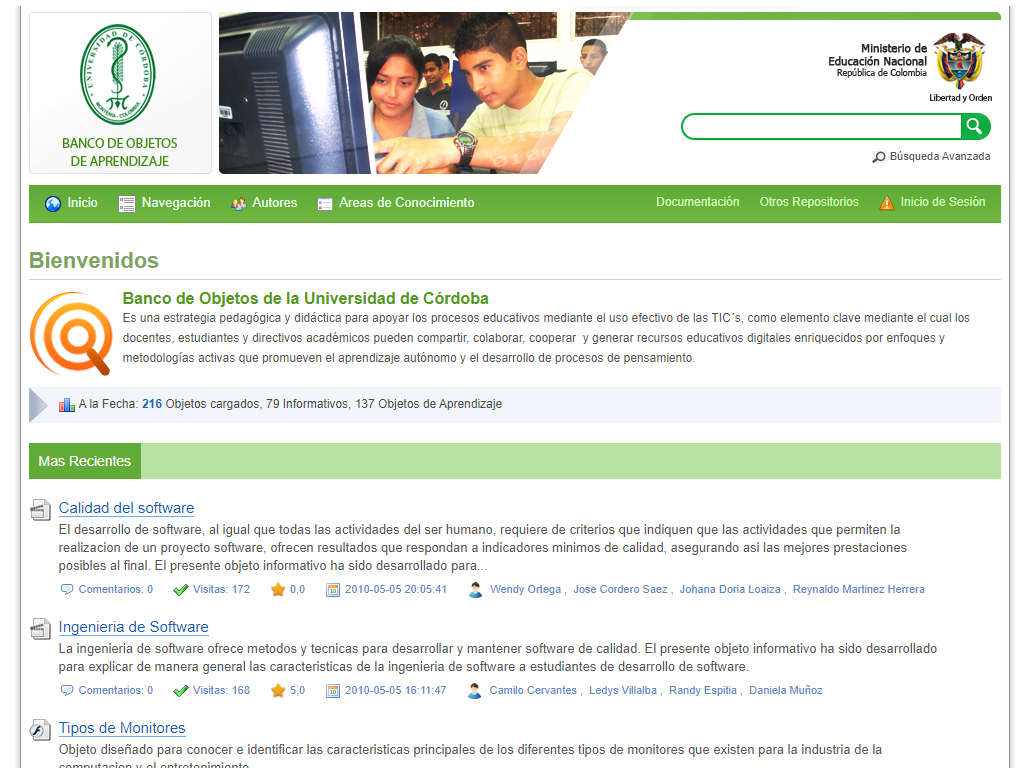 UNIVERSIDAD DE CÓRDOBA
MONTERÍA - COLOMBIA
BANCO DE OBJETOS
DE APRENDIZAJE
Ministerio de
Educación Nacional
República de Colombia
Libertad y Orden
Búsqueda Avanzada
Inicio
Navegación
Autores
Areas de Conocimiento
Documentación
Otros Repositorios
Inicio de Sesión
Bienvenidos
Banco de Objetos de la Universidad de Córdoba
Es una estrategia pedagógica y didáctica para apoyar los procesos educativos mediante el uso efectivo de las TIC´s, como elemento clave mediante el cual los
docentes, estudiantes y directivos académicos pueden compartir, colaborar, cooperar y generar recursos educativos digitales enriquecidos por enfoques y
metodologías activas que promueven el aprendizaje autónomo y el desarrollo de procesos de pensamiento.
A la Fecha: 216 Objetos cargados, 79 Informativos, 137 Objetos de Aprendizaje
Mas Recientes
Calidad del software
El desarrollo de software, al igual que todas las actividades del ser humano, requiere de criterios que indiquen que las actividades que permiten la
realizacion de un proyecto software, ofrecen resultados que respondan a indicadores minimos de calidad, asegurando asi las mejores prestaciones
posibles al final. El presente objeto informativo ha sido desarrollado para...
Comentarios: 0 Visitas: 172 0,0 2010-05-05 20:05:41 Wendy Ortega , Jose Cordero Saez , Johana Doria Loaiza , Reynaldo Martinez Herrera
Ingenieria de Software
La ingenieria de software ofrece metodos y tecnicas para desarrollar y mantener software de calidad. El presente objeto informativo ha sido desarrollado
para explicar de manera general las caracteristicas de la ingenieria de software a estudiantes de desarrollo de software.
Comentarios: 0 Visitas: 168 5,0 2010-05-05 16:11:47 Camilo Cervantes , Ledys Villalba , Randy Espitia , Daniela Muñoz
Tipos de Monitores
Objeto diseñado para conocer e identificar las caracteristicas principales de los diferentes tipos de monitores que existen para la industria de la
computacion y el entretenimiento